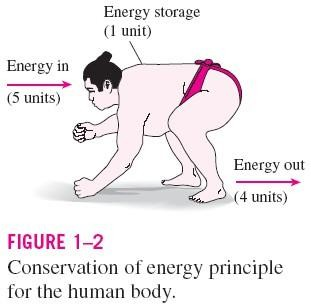 Energy storage
(1 unit)
Energy in
(5 units)
Energy out
(4 units)
FIGURE 1–2
Conservation of energy principle
for the human body.